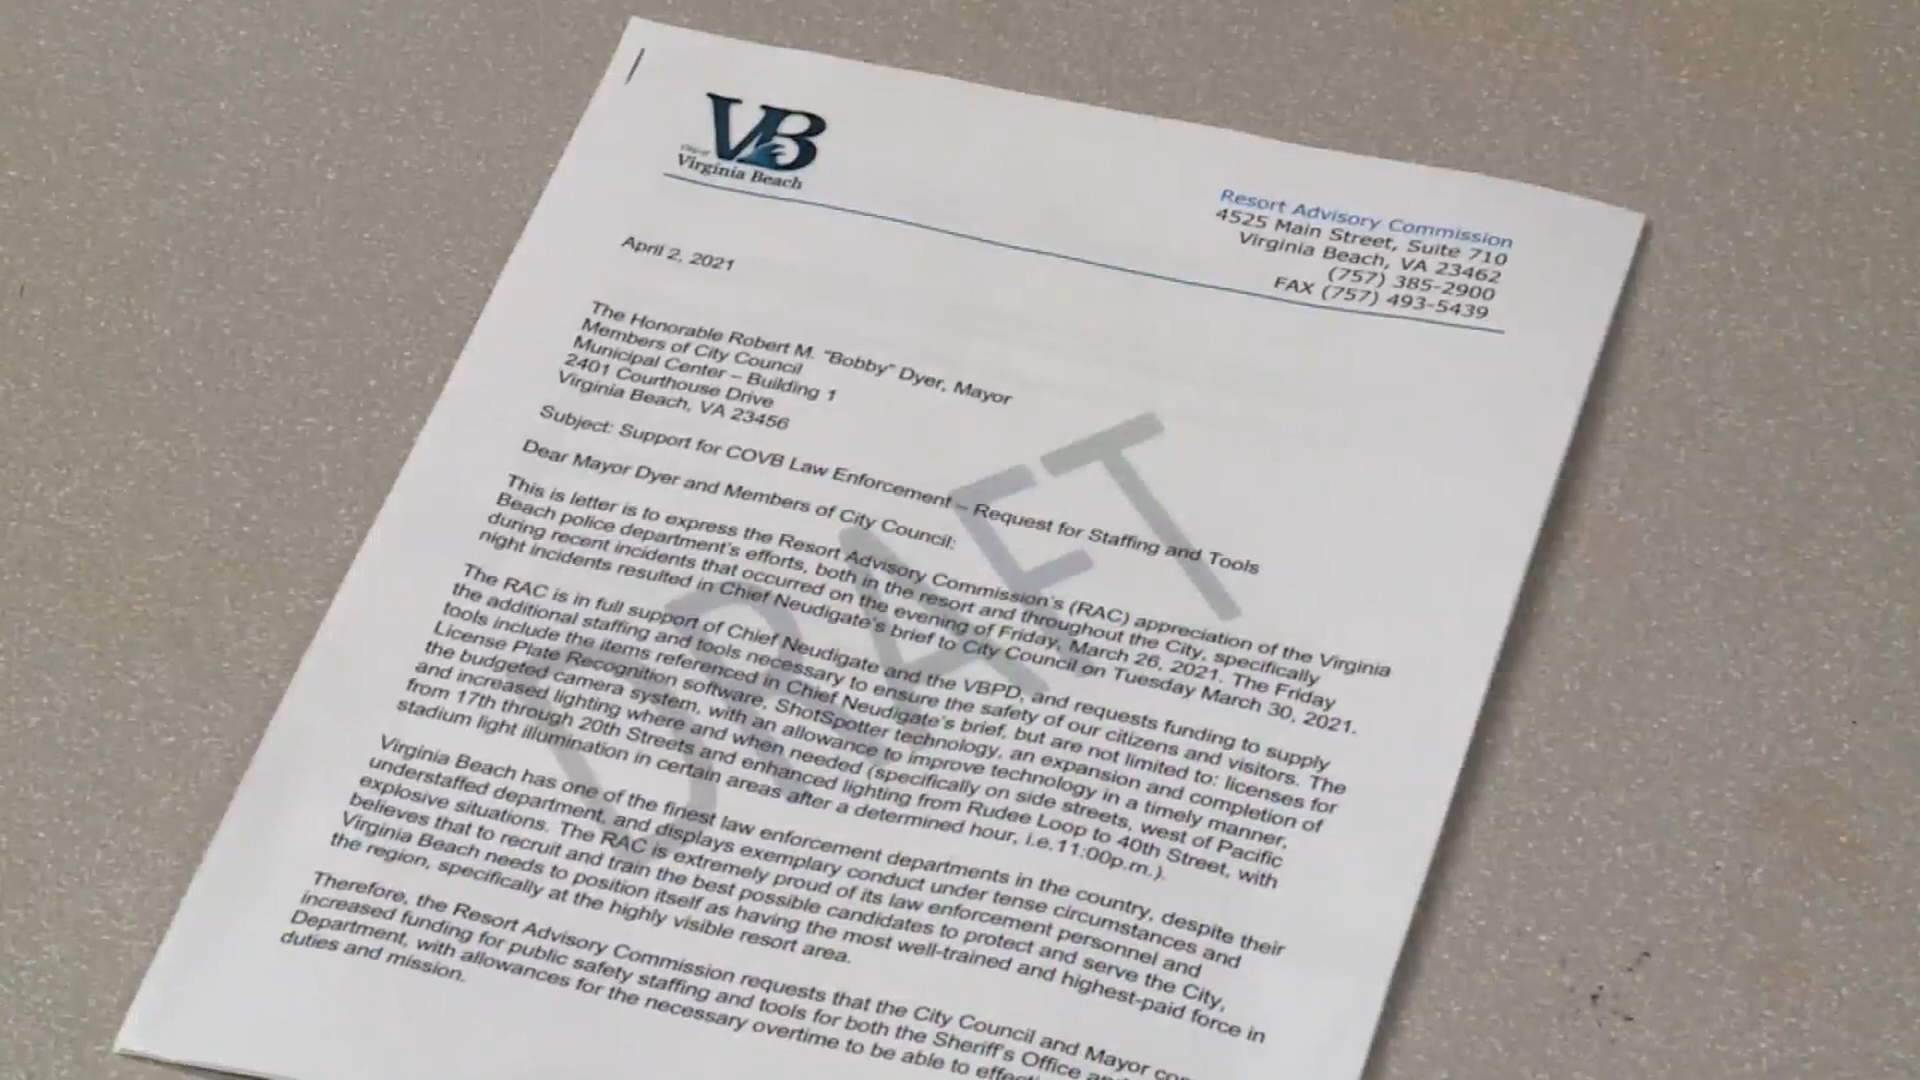 VB
City of
Virginia Beach
Resort Advisory Commission
4525 Main Street, Suite 710
Virginia Beach, VA 23462
(757) 385-2900
FAX (757) 493-5439
April 2, 2021
The Honorable Robert M. "Bobby" Dyer, Mayor
Members of City Council
Municipal Center – Building 1
2401 Courthouse Drive
Virginia Beach, VA 23456
Subject: Support for COVB Law Enforcement – Request for Staffing and Tools
Dear Mayor Dyer and Members of City Council:
This is letter is to express the Resort Advisory Commission's (RAC) appreciation of the Virginia
Beach police department's efforts, both in the resort and throughout the City, specifically
during recent incidents that occurred on the evening of Friday, March 26, 2021. The Friday
night incidents resulted in Chief Neudigate's brief to City Council on Tuesday March 30, 2021.
The RAC is in full support of Chief Neudigate and the VBPD, and requests funding to supply
the additional staffing and tools necessary to ensure the safety of our citizens and visitors. The
tools include the items referenced in Chief Neudigate's brief, but are not limited to: licenses for
License Plate Recognition software, ShotSpotter technology, an expansion and completion of
the budgeted camera system, with an allowance to improve technology in a timely manner,
and increased lighting where and when needed (specifically on side streets, west of Pacific
from 17th through 20th Streets and enhanced lighting from Rudee Loop to 40th Street, with
stadium light illumination in certain areas after a determined hour, i.e.11:00p.m.).
Virginia Beach has one of the finest law enforcement departments in the country, despite their
understaffed department, and displays exemplary conduct under tense circumstances and
explosive situations. The RAC is extremely proud of its law enforcement personnel and
believes that to recruit and train the best possible candidates to protect and serve the City,
Virginia Beach needs to position itself as having the most well-trained and highest-paid force in
the region, specifically at the highly visible resort area.
Therefore, the Resort Advisory Commission requests that the City Council and Mayor
increased funding for public safety staffing and tools for both the Sheriff's Office
Department, with allowances for the necessary overtime to be able to
duties and mission.
DRAFT